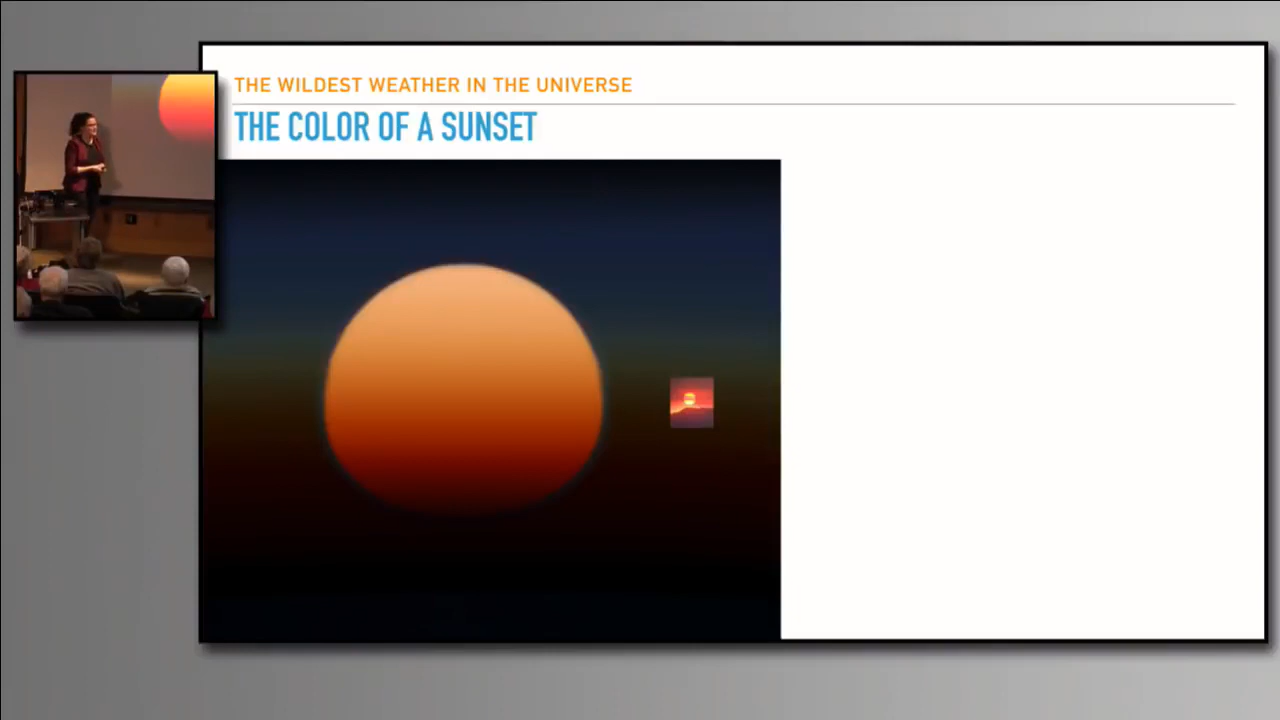 THE WILDEST WEATHER IN THE UNIVERSE
THE COLOR OF A SUNSET